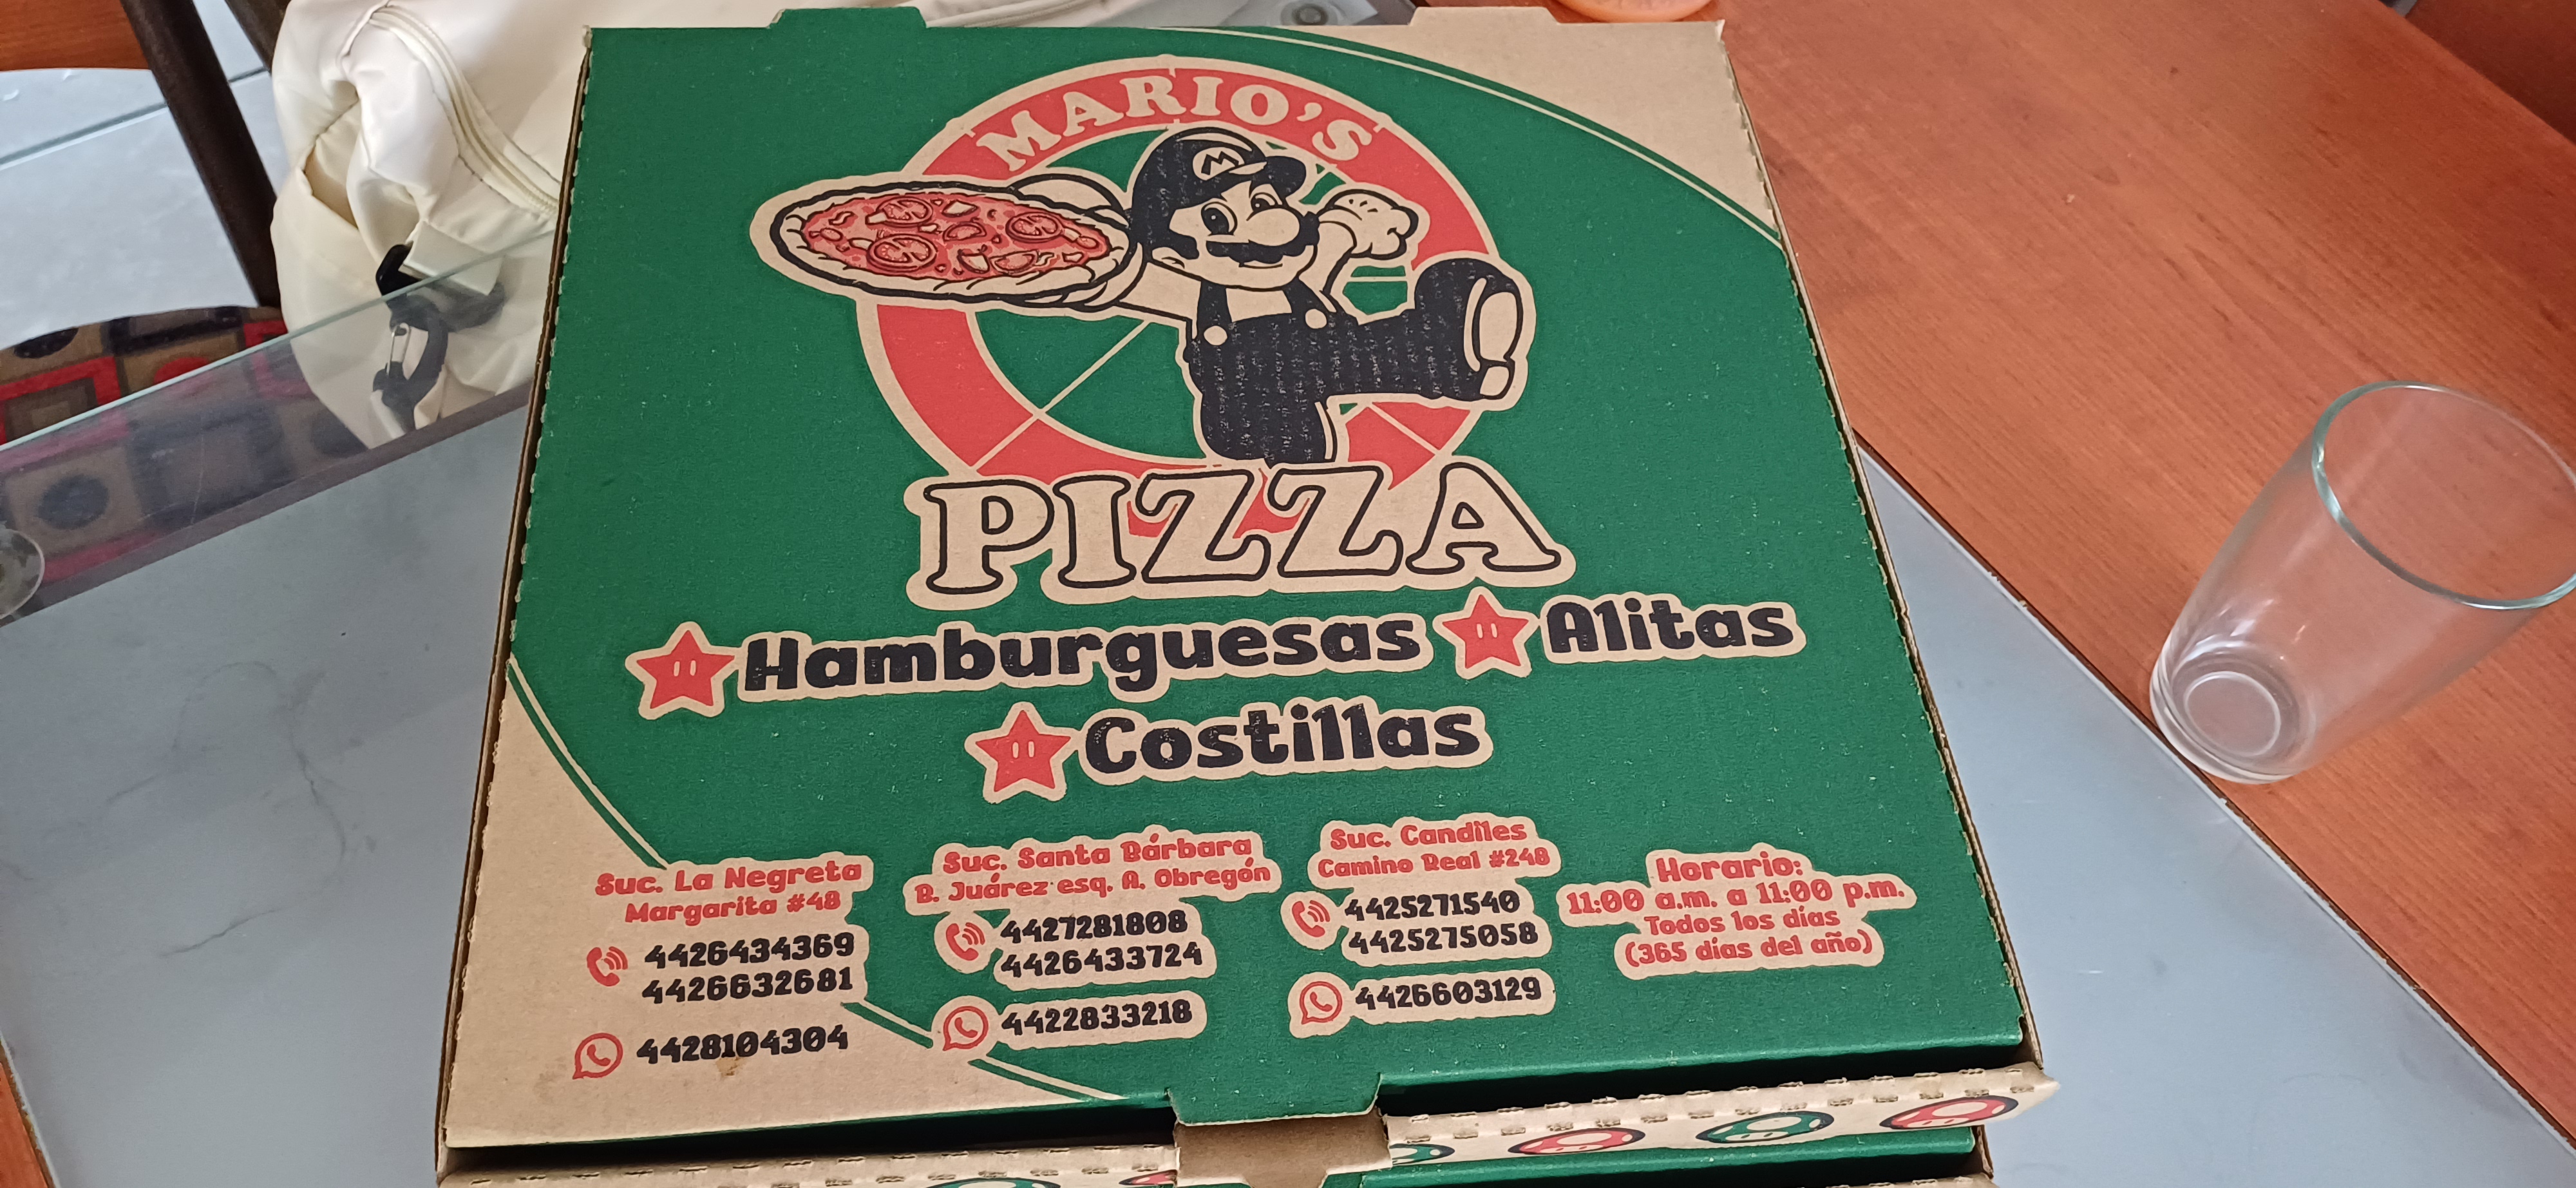 MARIO'S
M
PIZZA
Hamburguesas Alitas
Costillas
Suc. La Negreta
Margarita #48
4426434369
4426632681
4428104304
Suc. Santa Bárbara
B. Juárez esq. A. Obregón
4427281808
4426433724
4422833218
Suc. Candiles
Camino Real #248
4425271540
4425275058
4426603129
Horario:
11:00 a.m. a 11:00 p.m.
Todos los días
(365 días del año)